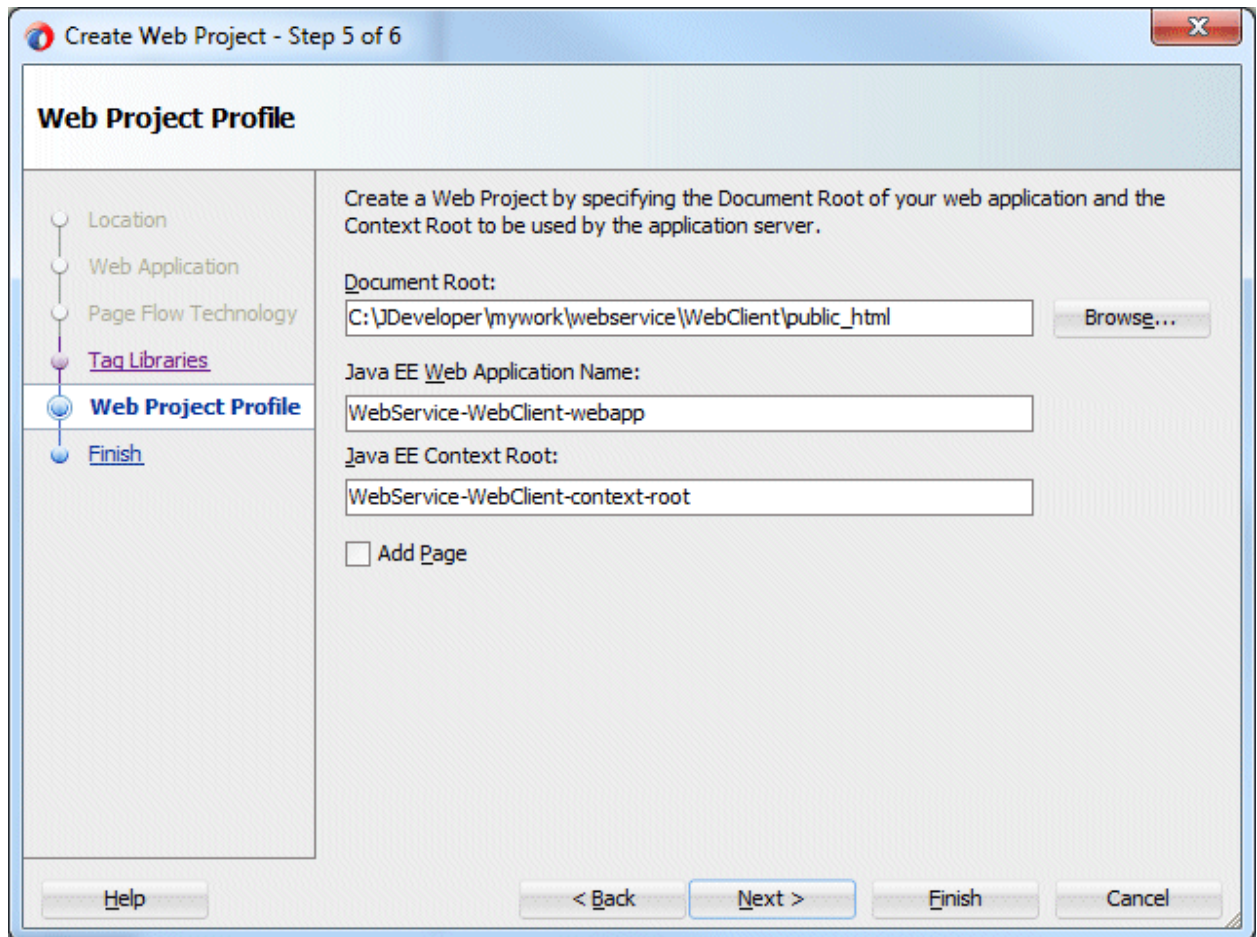 Create Web Project - Step 5 of 6
Web Project Profile
Location
Web Application
Page Flow Technology
Tag Libraries
Web Project Profile
Finish
Create a Web Project by specifying the Document Root of your web application and the
Context Root to be used by the application server.
Document Root:
C:\JDeveloper\mywork\webservice\WebClient\public_html
Browse...
Java EE Web Application Name:
WebService-WebClient-webapp
Java EE Context Root:
WebService-WebClient-context-root
Add Page
Help
< Back
Next >
Finish
Cancel